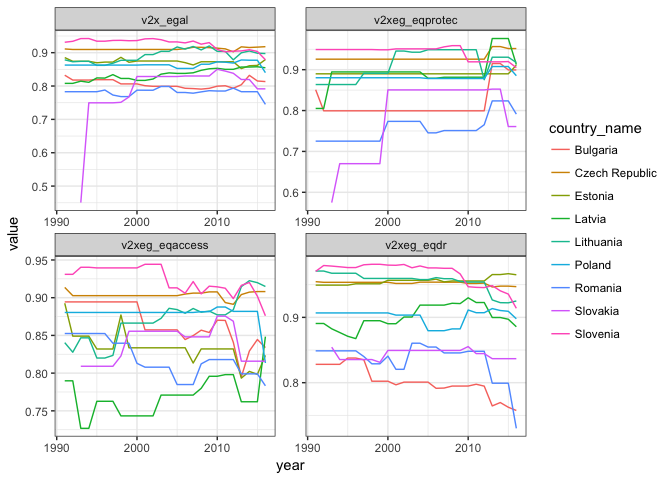 v2x_egal
v2xeg_eqprotec
0.9
0.8
0.7
0.6
0.5
0.9
0.8
0.7
0.6
1990
2000
2010
1990
2000
2010
v2xeg_eqaccess
v2xeg_eqdr
0.95
0.90
0.85
0.80
0.75
0.9
0.8
1990
2000
2010
1990
2000
2010
value
year
country_name
Bulgaria
Czech Republic
Estonia
Latvia
Lithuania
Poland
Romania
Slovakia
Slovenia